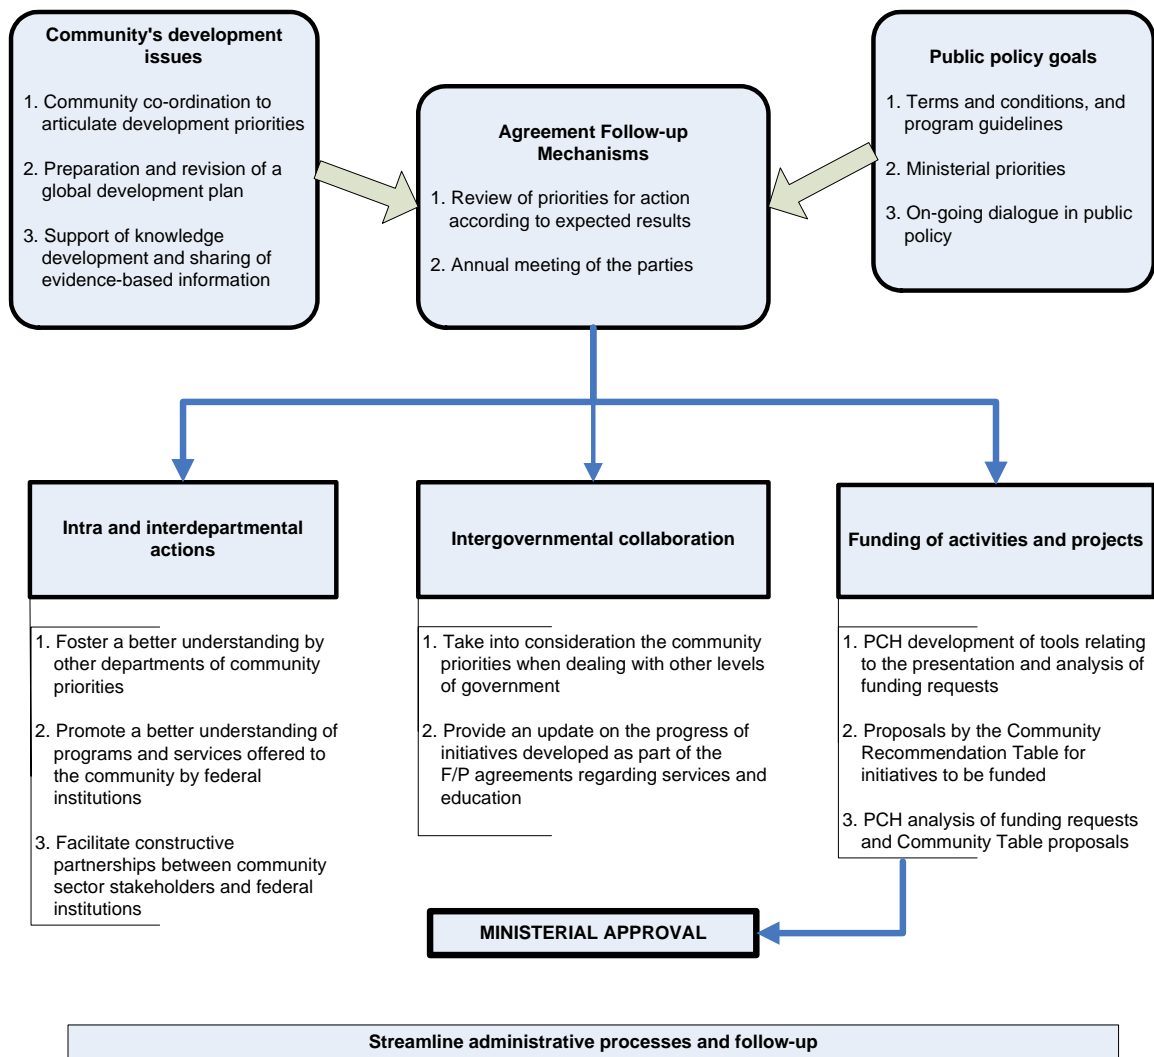 Community's development
issues
1. Community co-ordination to
articulate development priorities
2. Preparation and revision of a
global development plan
3. Support of knowledge
development and sharing of
evidence-based information
Agreement Follow-up
Mechanisms
1. Review of priorities for action
according to expected results
2. Annual meeting of the parties
Public policy goals
1. Terms and conditions, and
program guidelines
2. Ministerial priorities
3. On-going dialogue in public
policy
Intra and interdepartmental
actions
1. Foster a better understanding by
other departments of community
priorities
2. Promote a better understanding of
programs and services offered to
the community by federal
institutions
3. Facilitate constructive
partnerships between community
sector stakeholders and federal
institutions
Intergovernmental collaboration
1. Take into consideration the community
priorities when dealing with other levels
of government
2. Provide an update on the progress of
initiatives developed as part of the
F/P agreements regarding services and
education
Funding of activities and projects
1. PCH development of tools relating
to the presentation and analysis of
funding requests
2. Proposals by the Community
Recommendation Table for
initiatives to be funded
3. PCH analysis of funding requests
and Community Table proposals
MINISTERIAL APPROVAL
Streamline administrative processes and follow-up